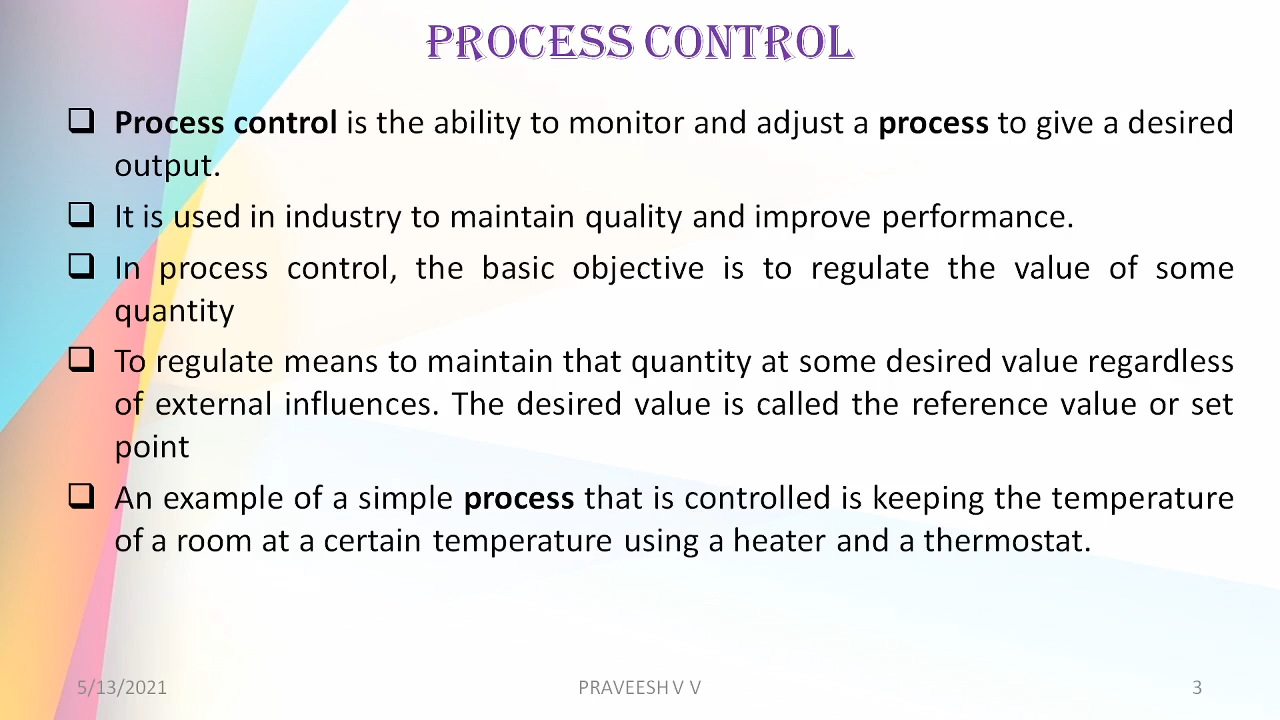 PROCESS CONTROL
❑ Process control is the ability to monitor and adjust a process to give a desired
output.
❑ It is used in industry to maintain quality and improve performance.
❑ In process control, the basic objective is to regulate the value of some
quantity
❑ To regulate means to maintain that quantity at some desired value regardless
of external influences. The desired value is called the reference value or set
point
❑ An example of a simple process that is controlled is keeping the temperature
of a room at a certain temperature using a heater and a thermostat.
5/13/2021 PRAVEESH V V 3